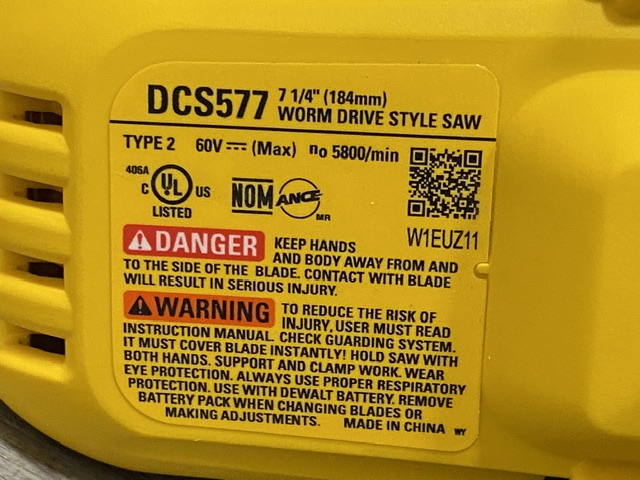 DCS577 7 1/4" (184mm)
WORM DRIVE STYLE SAW
TYPE 2 60V⎓ (Max) no 5800/min
406A
C UL US
LISTED
NOM ANCE MR
W1EUZ11
DANGER KEEP HANDS
AND BODY AWAY FROM AND
TO THE SIDE OF THE BLADE. CONTACT WITH BLADE
WILL RESULT IN SERIOUS INJURY.
WARNING TO REDUCE THE RISK OF
INJURY, USER MUST READ
INSTRUCTION MANUAL. CHECK GUARDING SYSTEM.
IT MUST COVER BLADE INSTANTLY! HOLD SAW WITH
BOTH HANDS. SUPPORT AND CLAMP WORK. WEAR
EYE PROTECTION. ALWAYS USE PROPER RESPIRATORY
PROTECTION. USE WITH DEWALT BATTERY. REMOVE
BATTERY PACK WHEN CHANGING BLADES OR
MAKING ADJUSTMENTS. MADE IN CHINA WY